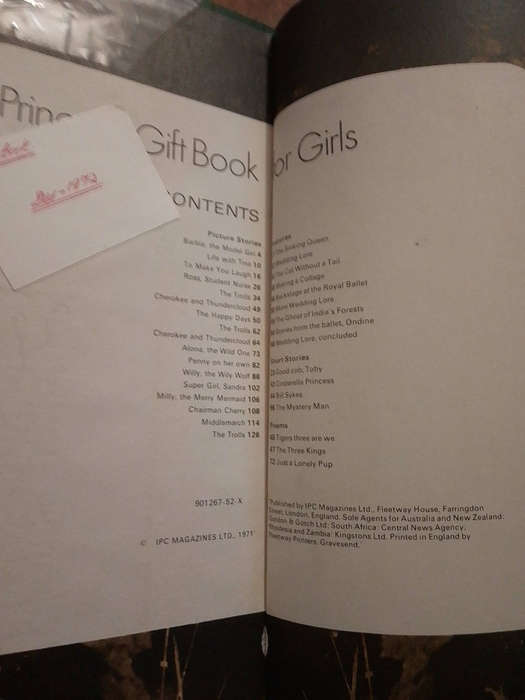 Gift Book for Girls
Book
CONTENTS
Picture Stories
Barbie, the Model Girl 4
Life with Tina 10
To Make You Laugh 16
Ross, Student Nurse 26
The Trolls 34
Cherokee and Thundercloud 49
The Happy Days 50
The Trolls 62
Cherokee and Thundercloud 64
Alona, the Wild One 73
Penny on her own 82
Willy, the Wily Wolf 88
Super Girl, Sandra 102
Milly, the Merry Mermaid 106
Chairman Cherry 108
Middlemarch 114
The Trolls 126
901267-52-X
© IPC MAGAZINES LTD., 1971
The Sinking Queen
Wedding Lore
The Cat Without a Tail
Making a Collage
Backstage at the Royal Ballet
More Wedding Lore
The Ghost of India's Forests
Stories from the ballet, Ondine
Wedding Lore, concluded
Short Stories
Good cob, Toby
Cinderella Princess
Bill Sykes
The Mystery Man
Poems
Tigers three are we
47 The Three Kings
72 Just a Lonely Pup
Published by IPC Magazines Ltd., Fleetway House, Farringdon
Street, London, England. Sole Agents for Australia and New Zealand:
Gordon & Gotch Ltd; South Africa: Central News Agency;
Rhodesia and Zambia: Kingstons Ltd. Printed in England by
Fleetway Printers, Gravesend.